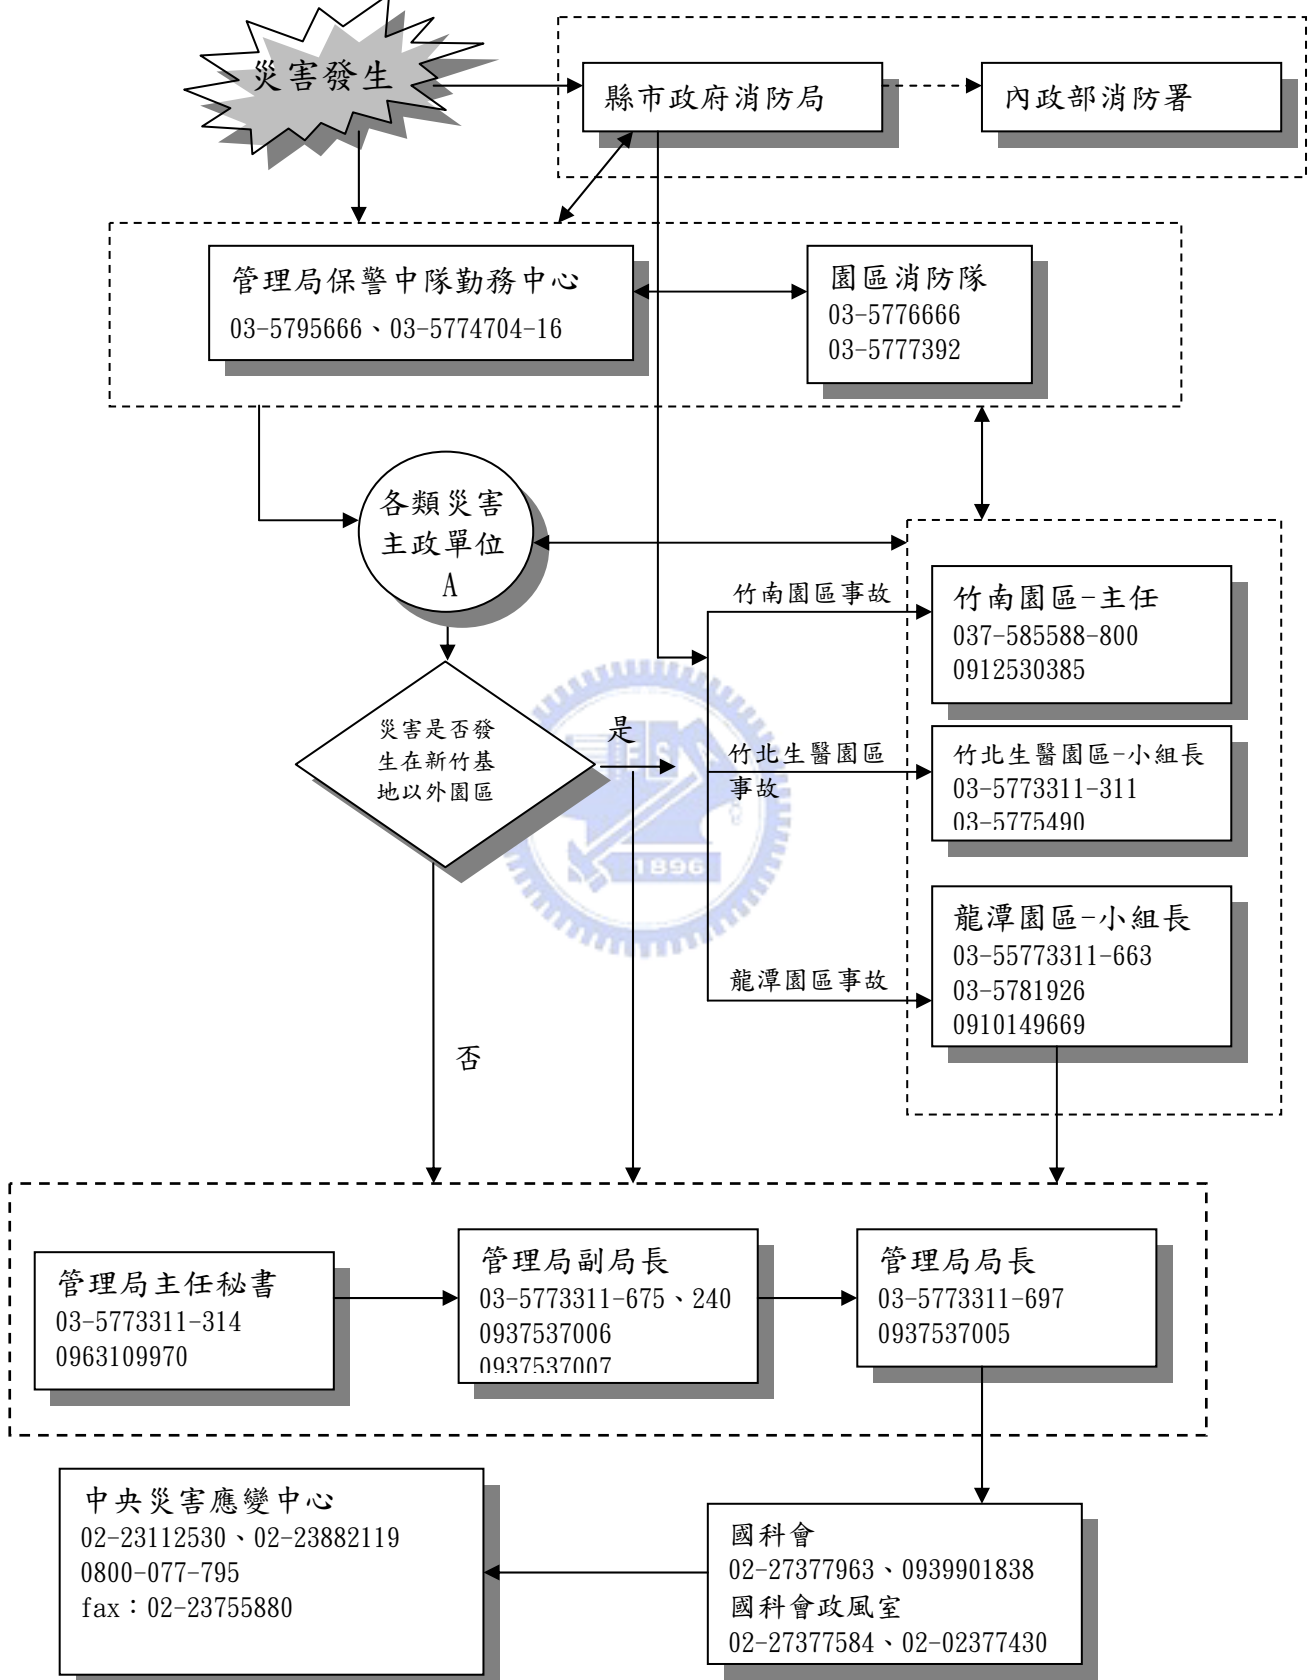 災害發生
縣市政府消防局
內政部消防署
管理局保警中隊勤務中心
03-5795666、03-5774704-16
園區消防隊
03-5776666
03-5777392
各類災害
主政單位
A
竹南園區事故
竹南園區-主任
037-585588-800
0912530385
災害是否發
生在新竹基
地以外園區
是
竹北生醫園區
事故
竹北生醫園區-小組長
03-5773311-311
03-5775490
1896
龍潭園區事故
龍潭園區-小組長
03-55773311-663
03-5781926
0910149669
否
管理局主任秘書
03-5773311-314
0963109970
管理局副局長
03-5773311-675、240
0937537006
0937537007
管理局局長
03-5773311-697
0937537005
中央災害應變中心
02-23112530、02-23882119
0800-077-795
fax：02-23755880
國科會
02-27377963、0939901838
國科會政風室
02-27377584、02-02377430